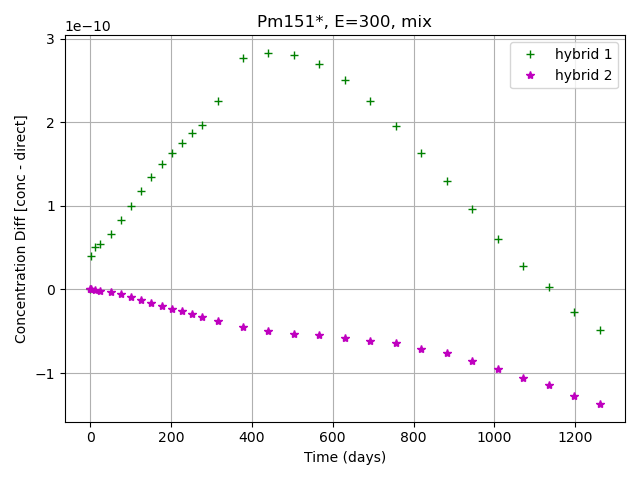 Pm151*, E=300, mix
1e−10
hybrid 1
hybrid 2
3
2
1
0
−1
Concentration Diff [conc - direct]
0 200 400 600 800 1000 1200
Time (days)